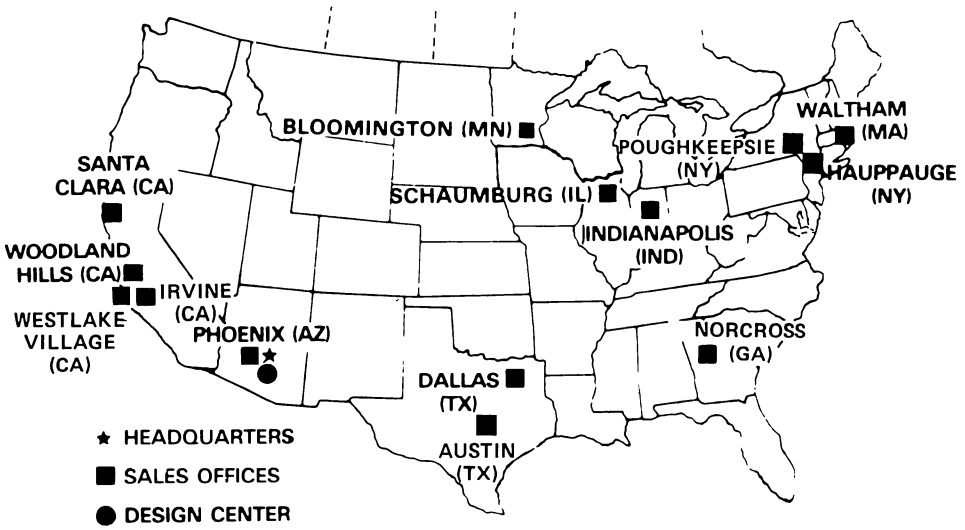 WALTHAM
(MA)
BLOOMINGTON (MN)
POUGHKEEPSIE
(NY)
HAUPPAUGE
(NY)
SANTA
CLARA (CA)
SCHAUMBURG (IL)
INDIANAPOLIS
(IND)
WOODLAND
HILLS (CA)
IRVINE
(CA)
WESTLAKE
VILLAGE
(CA)
PHOENIX (AZ)
NORCROSS
(GA)
DALLAS
(TX)
AUSTIN
(TX)
HEADQUARTERS
SALES OFFICES
DESIGN CENTER